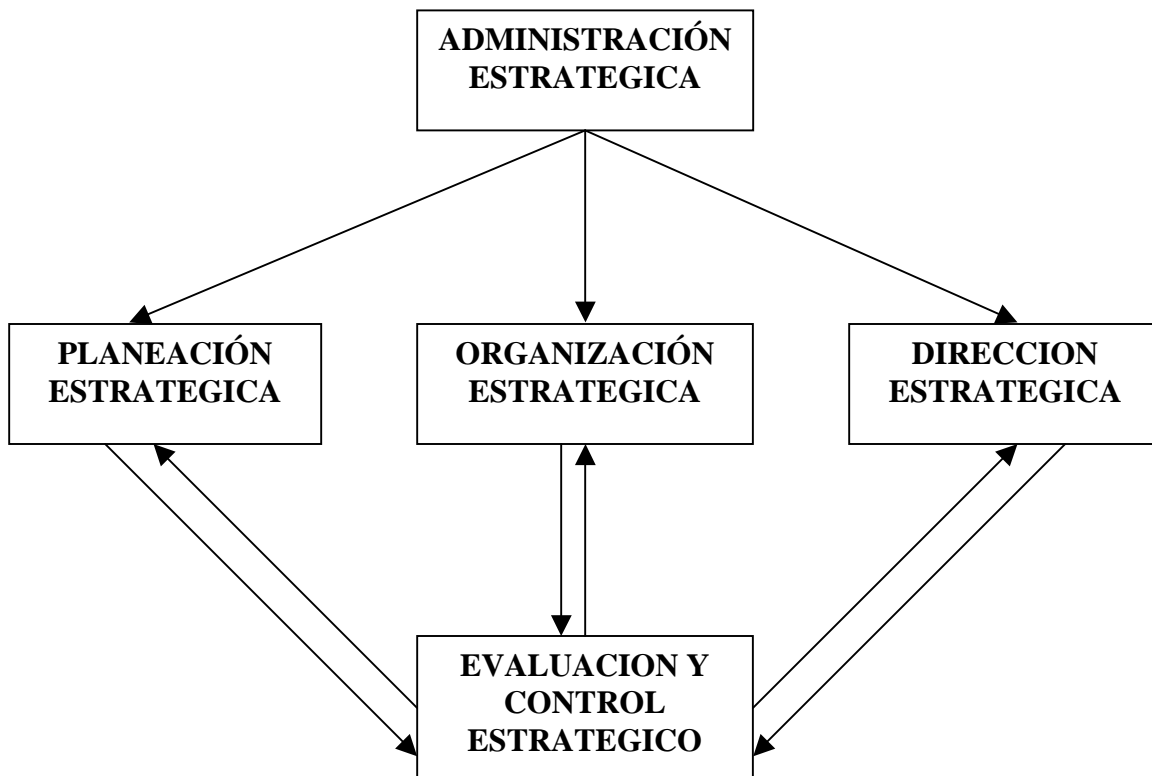 ADMINISTRACIÓN
ESTRATEGICA
PLANEACIÓN
ESTRATEGICA
ORGANIZACIÓN
ESTRATEGICA
DIRECCION
ESTRATEGICA
EVALUACION Y
CONTROL
ESTRATEGICO